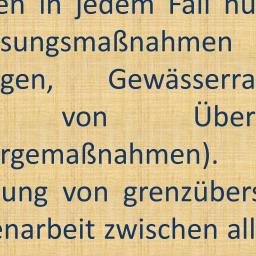 en in jedem Fall nu
sungsmaßnahmen
gen, Gewässerra
von Über
rgemaßnahmen).
ung von grenzübers
enarbeit zwischen all